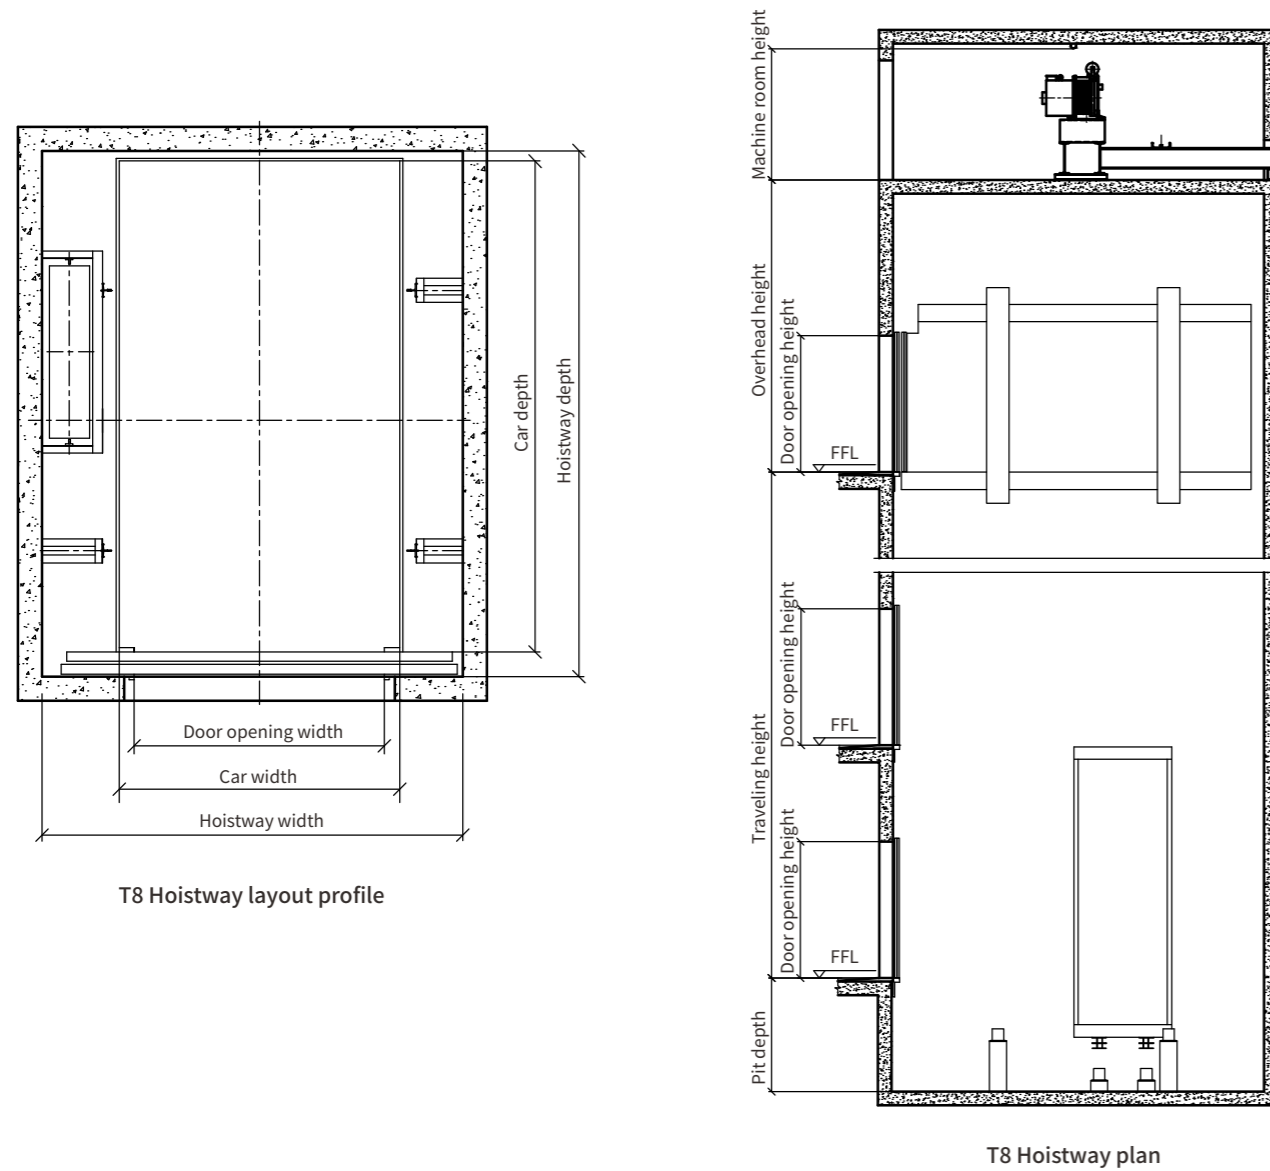 Car depth
Hoistway depth
Door opening width
Car width
Hoistway width
T8 Hoistway layout profile
Machine room height
Overhead height
Door opening height
FFL
Door opening height
FFL
Traveling height
Door opening height
FFL
Pit depth
T8 Hoistway plan